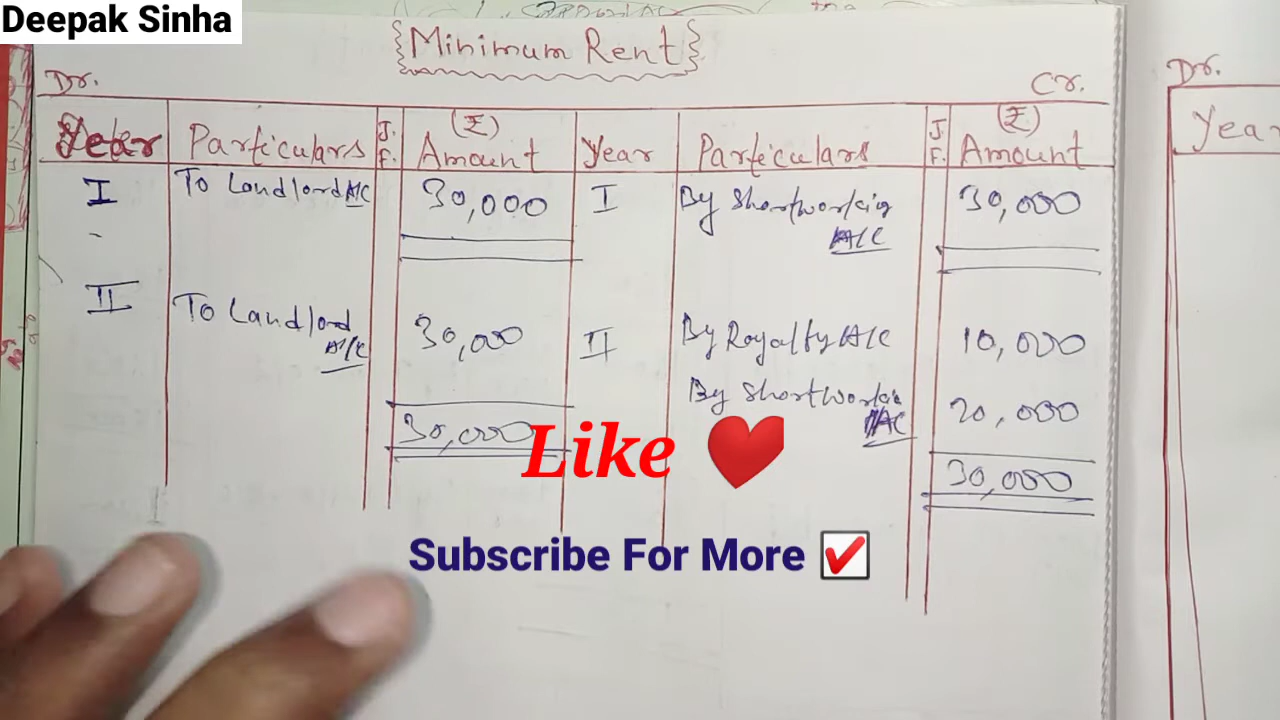 Deepak Sinha
Minimum Rent
Dr.
Cr.
Dr.
Year Particulars J.F. (₹) Amount Year Particulars J.F. (₹) Amount
Year
I To Landlord A/C 30,000 I By Shortworkig A/C 30,000
II To Landlord A/C 30,000 II By Royalty A/C 10,000
By Shortworkig A/C 20,000
30,000
30,000
Like
Subscribe For More